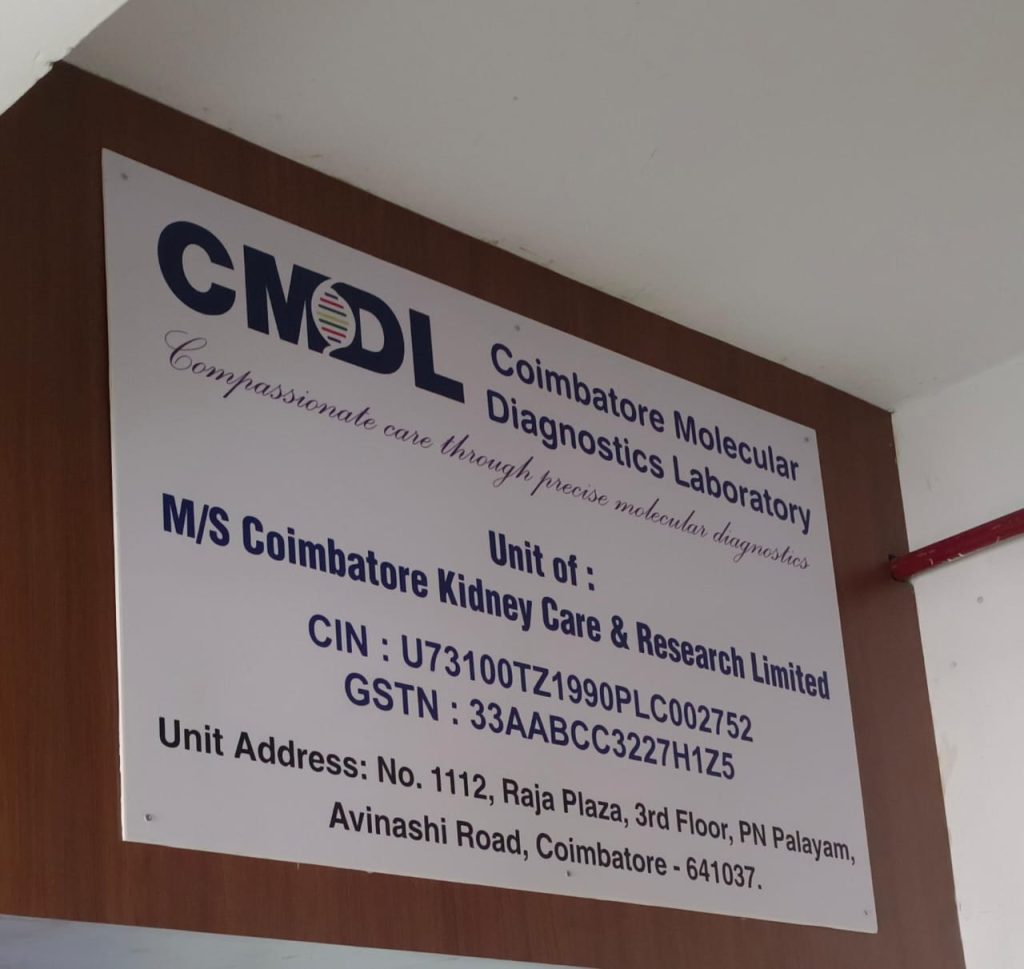 CMDL
Coimbatore Molecular
Diagnostics Laboratory
Compassionate care through precise molecular diagnostics
Unit of :
M/S Coimbatore Kidney Care & Research Limited
CIN : U73100TZ1990PLC002752
GSTN : 33AABCC3227H1Z5
Unit Address: No. 1112, Raja Plaza, 3rd Floor, PN Palayam,
Avinashi Road, Coimbatore - 641037.